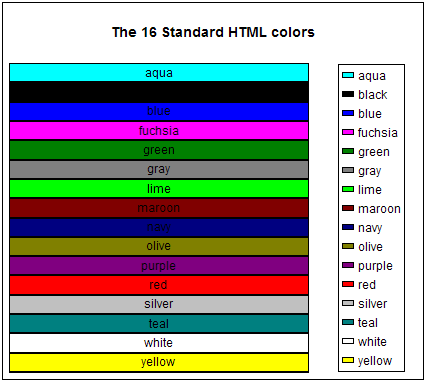 The 16 Standard HTML colors
aqua
blue
fuchsia
green
gray
lime
maroon
navy
olive
purple
red
silver
teal
white
yellow
aqua
black
blue
fuchsia
green
gray
lime
maroon
navy
olive
purple
red
silver
teal
white
yellow